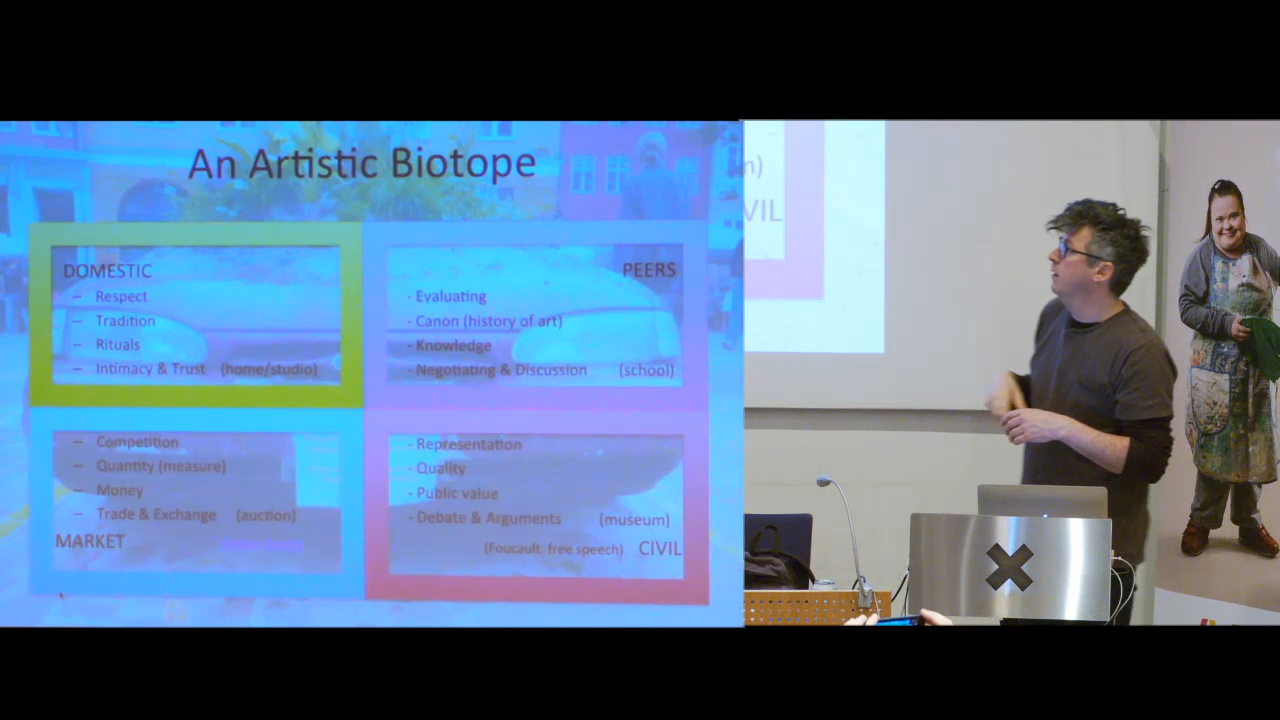 An Artistic Biotope
DOMESTIC
– Respect
– Tradition
– Rituals
– Intimacy & Trust (home/studio)
PEERS
- Evaluating
- Canon (history of art)
- Knowledge
- Negotiating & Discussion (school)
– Competition
– Quantity (measure)
– Money
– Trade & Exchange (auction)
MARKET
- Representation
- Quality
- Public value
- Debate & Arguments (museum)
(Foucault: free speech) CIVIL
n)
VIL